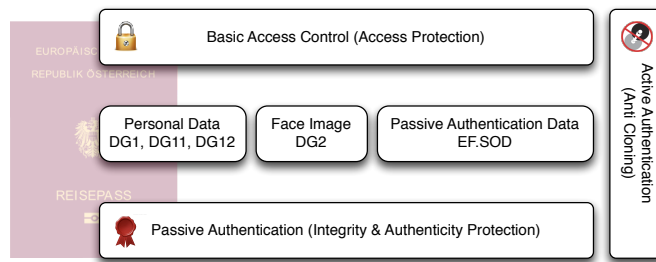 Basic Access Control (Access Protection)
EUROPÄISC
REPUBLIK ÖSTERREICH
Personal Data
DG1, DG11, DG12
Face Image
DG2
Passive Authentication Data
EF.SOD
REISEPASS
Passive Authentication (Integrity & Authenticity Protection)
Active Authentication
(Anti Cloning)